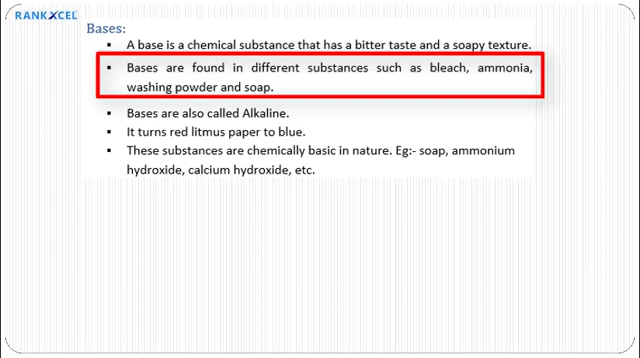 RANKXCEL
Bases:
▪ A base is a chemical substance that has a bitter taste and a soapy texture.
▪ Bases are found in different substances such as bleach, ammonia,
washing powder and soap.
▪ Bases are also called Alkaline.
▪ It turns red litmus paper to blue.
▪ These substances are chemically basic in nature. Eg:- soap, ammonium
hydroxide, calcium hydroxide, etc.